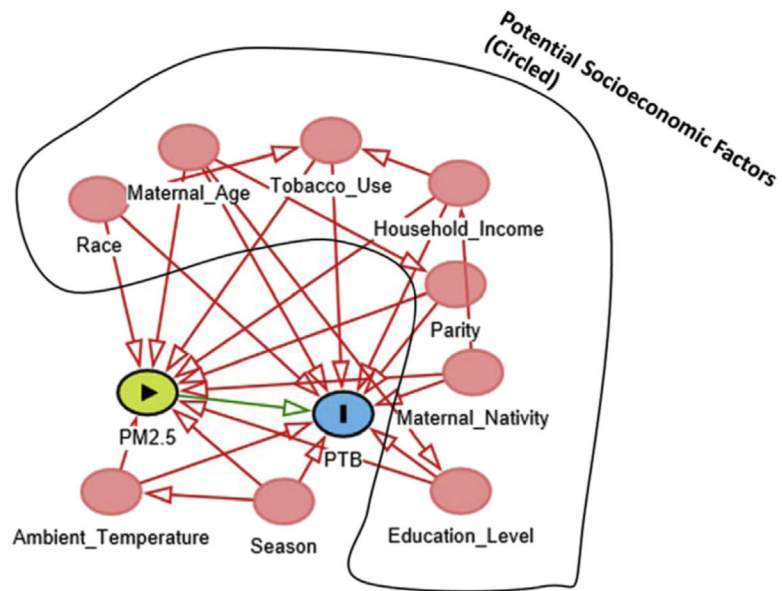 Potential Socioeconomic Factors
(Circled)
Maternal_Age
Tobacco_Use
Race
Household_Income
Parity
Maternal_Nativity
PM2.5
PTB
Ambient_Temperature
Season
Education_Level